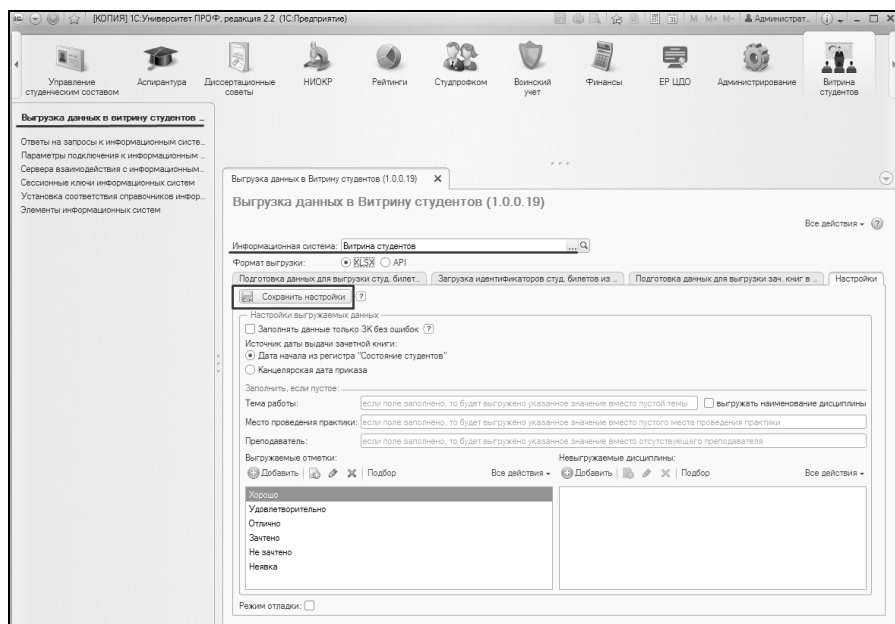 [КОПИЯ] 1С:Университет ПРОФ, редакция 2.2 (1С:Предприятие)
M M+ M- Администрат...
Управление студенческим составом
Аспирантура
Диссертационные советы
НИОКР
Рейтинги
Студпрофком
Воинский учет
Финансы
ЕР ЦДО
Администрирование
Витрина студентов
Выгрузка данных в витрину студентов ...
Ответы на запросы к информационным систе...
Параметры подключения к информационным ...
Сервера взаимодействия с информационным...
Сессионные ключи информационных систем
Установка соответствия справочников инфор...
Элементы информационных систем
Выгрузка данных в Витрину студентов (1.0.0.19)
Выгрузка данных в Витрину студентов (1.0.0.19)
Все действия
Информационная система: Витрина студентов
Формат выгрузки: XLSX API
Подготовка данных для выгрузки студ. билет... Загрузка идентификаторов студ. билетов из ... Подготовка данных для выгрузки зач. книг в ... Настройки
Сохранить настройки ?
Настройки выгружаемых данных
Заполнять данные только ЗК без ошибок ?
Источник даты выдачи зачетной книги:
Дата начала из регистра "Состояние студентов"
Канцелярская дата приказа
Заполнить, если пустое:
Тема работы: если поле заполнено, то будет выгружено указанное значение вместо пустой темы выгружать наименование дисциплины
Место проведения практики: если поле заполнено, то будет выгружено указанное значение вместо пустого места проведения практики
Преподаватель: если поле заполнено, то будет выгружено указанное значение вместо отсутствующего преподавателя
Выгружаемые отметки: Невыгружаемые дисциплины:
Добавить Подбор Все действия Добавить Подбор Все действия
Хорошо
Удовлетворительно
Отлично
Зачтено
Не зачтено
Неявка
Режим отладки: